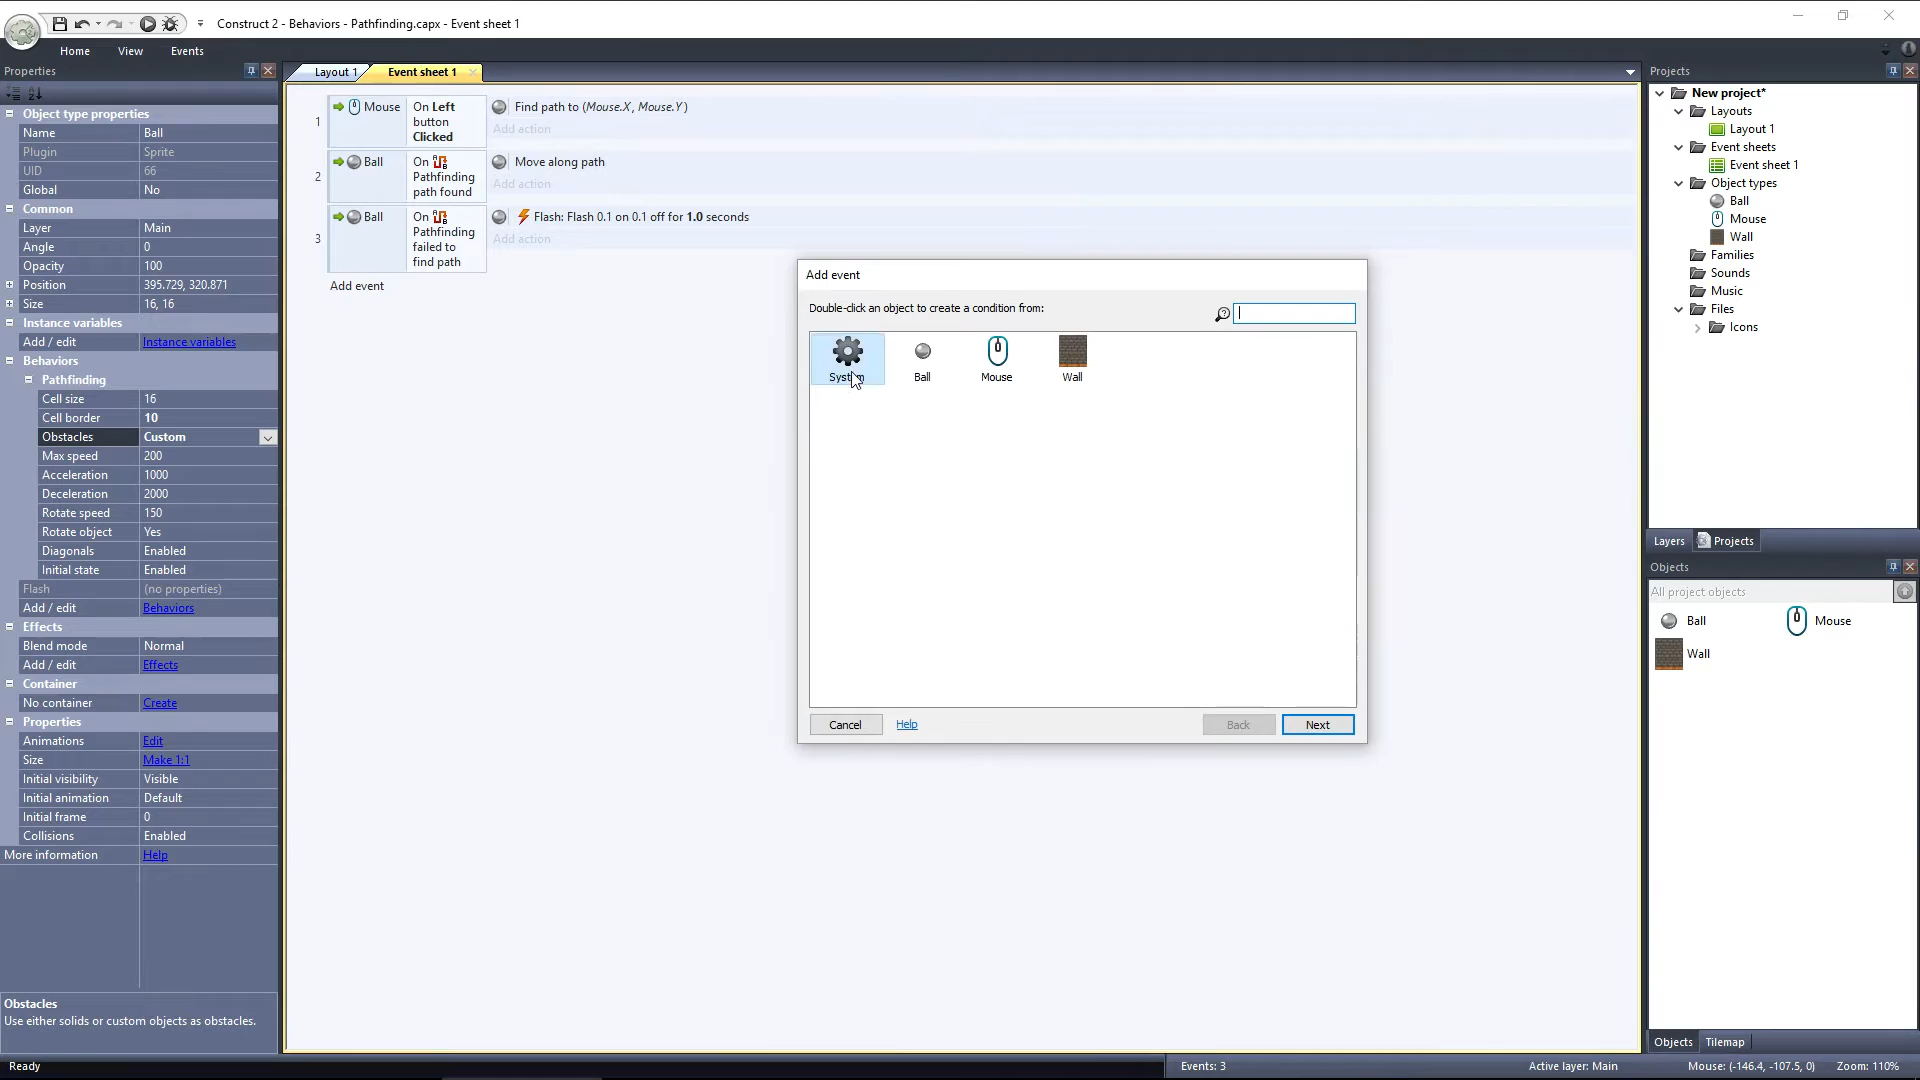 Construct 2 - Behaviors - Pathfinding.capx - Event sheet 1
Home View Events
Properties
Object type properties
Name Ball
Plugin Sprite
UID 66
Global No
Common
Layer Main
Angle 0
Opacity 100
Position 395.729, 320.871
Size 16, 16
Instance variables
Add / edit Instance variables
Behaviors
Pathfinding
Cell size 16
Cell border 10
Obstacles Custom
Max speed 200
Acceleration 1000
Deceleration 2000
Rotate speed 150
Rotate object Yes
Diagonals Enabled
Initial state Enabled
Flash (no properties)
Add / edit Behaviors
Effects
Blend mode Normal
Add / edit Effects
Container
No container Create
Properties
Animations Edit
Size Make 1:1
Initial visibility Visible
Initial animation Default
Initial frame 0
Collisions Enabled
More information Help
Obstacles
Use either solids or custom objects as obstacles.
Ready
Layout 1 Event sheet 1
1 Mouse On Left button Clicked
Find path to (Mouse.X, Mouse.Y)
Add action
2 Ball On Pathfinding path found
Move along path
Add action
3 Ball On Pathfinding failed to find path
Flash: Flash 0.1 on 0.1 off for 1.0 seconds
Add action
Add event
Add event
Double-click an object to create a condition from:
System Ball Mouse Wall
Cancel Help Back Next
Projects
New project*
Layouts
Layout 1
Event sheets
Event sheet 1
Object types
Ball
Mouse
Wall
Families
Sounds
Music
Files
Icons
Layers Projects
Objects
All project objects
Ball Mouse
Wall
Objects Tilemap
Events: 3 Active layer: Main Mouse: (-146.4, -107.5, 0) Zoom: 110%